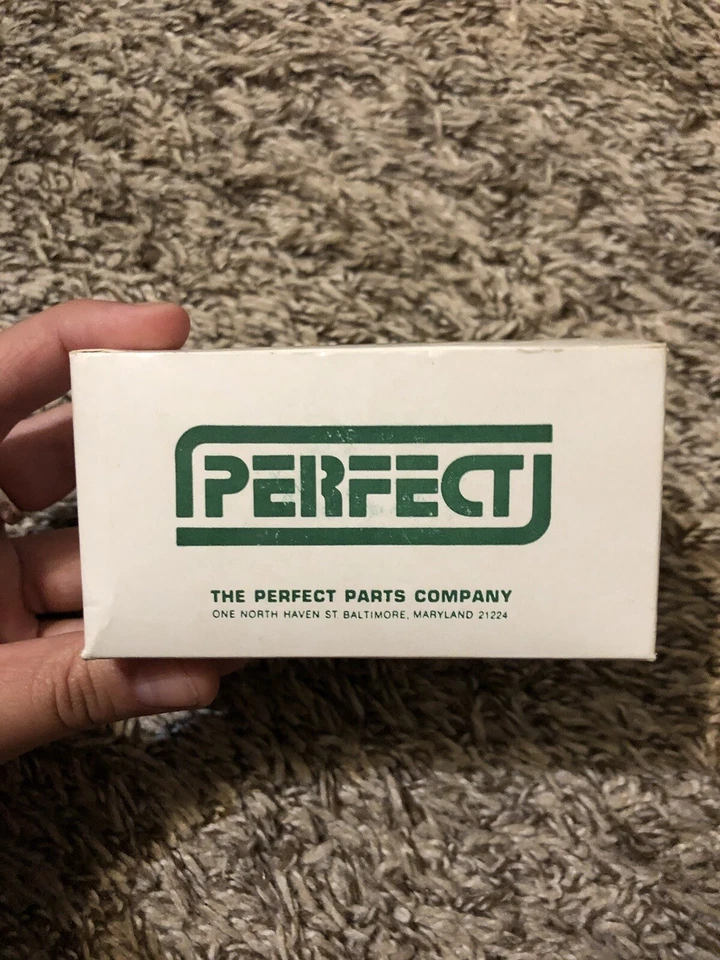 PERFECT
THE PERFECT PARTS COMPANY
ONE NORTH HAVEN ST. BALTIMORE, MARYLAND 21224